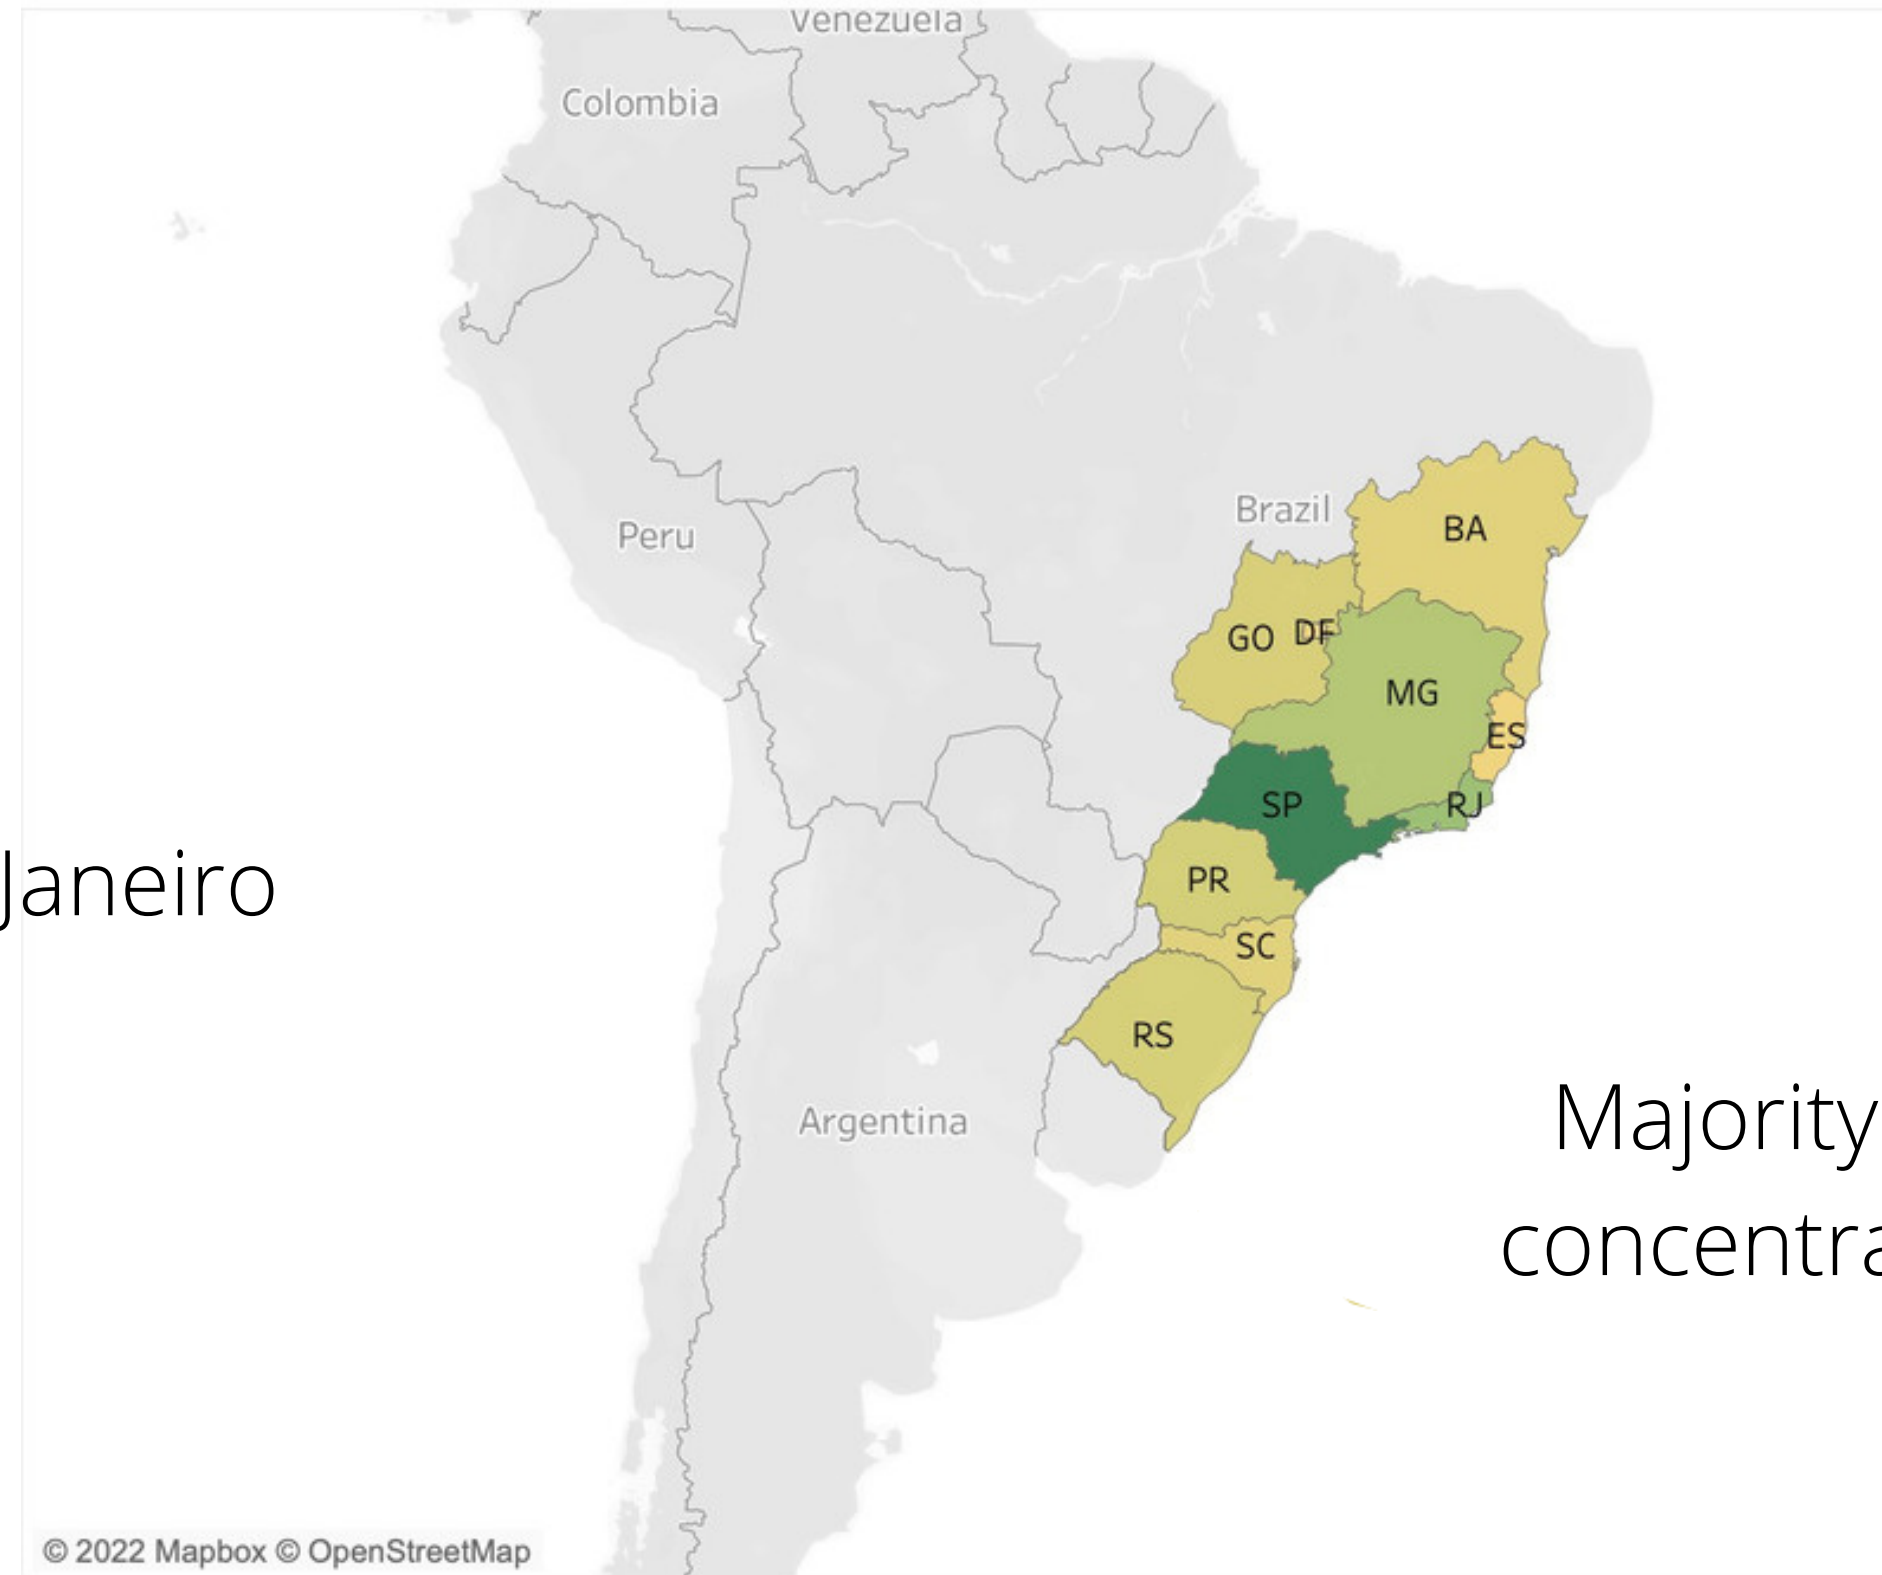 Venezuela
Colombia
Brazil
BA
Peru
GO DF
MG
ES
SP
RJ
Janeiro
PR
SC
RS
Majority
Argentina
concentra
© 2022 Mapbox © OpenStreetMap